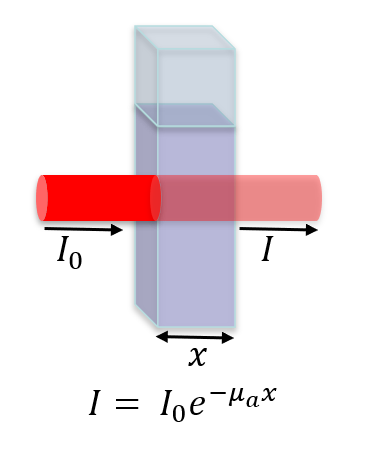 I₀ I
x
I = I₀e^{−μₐx}